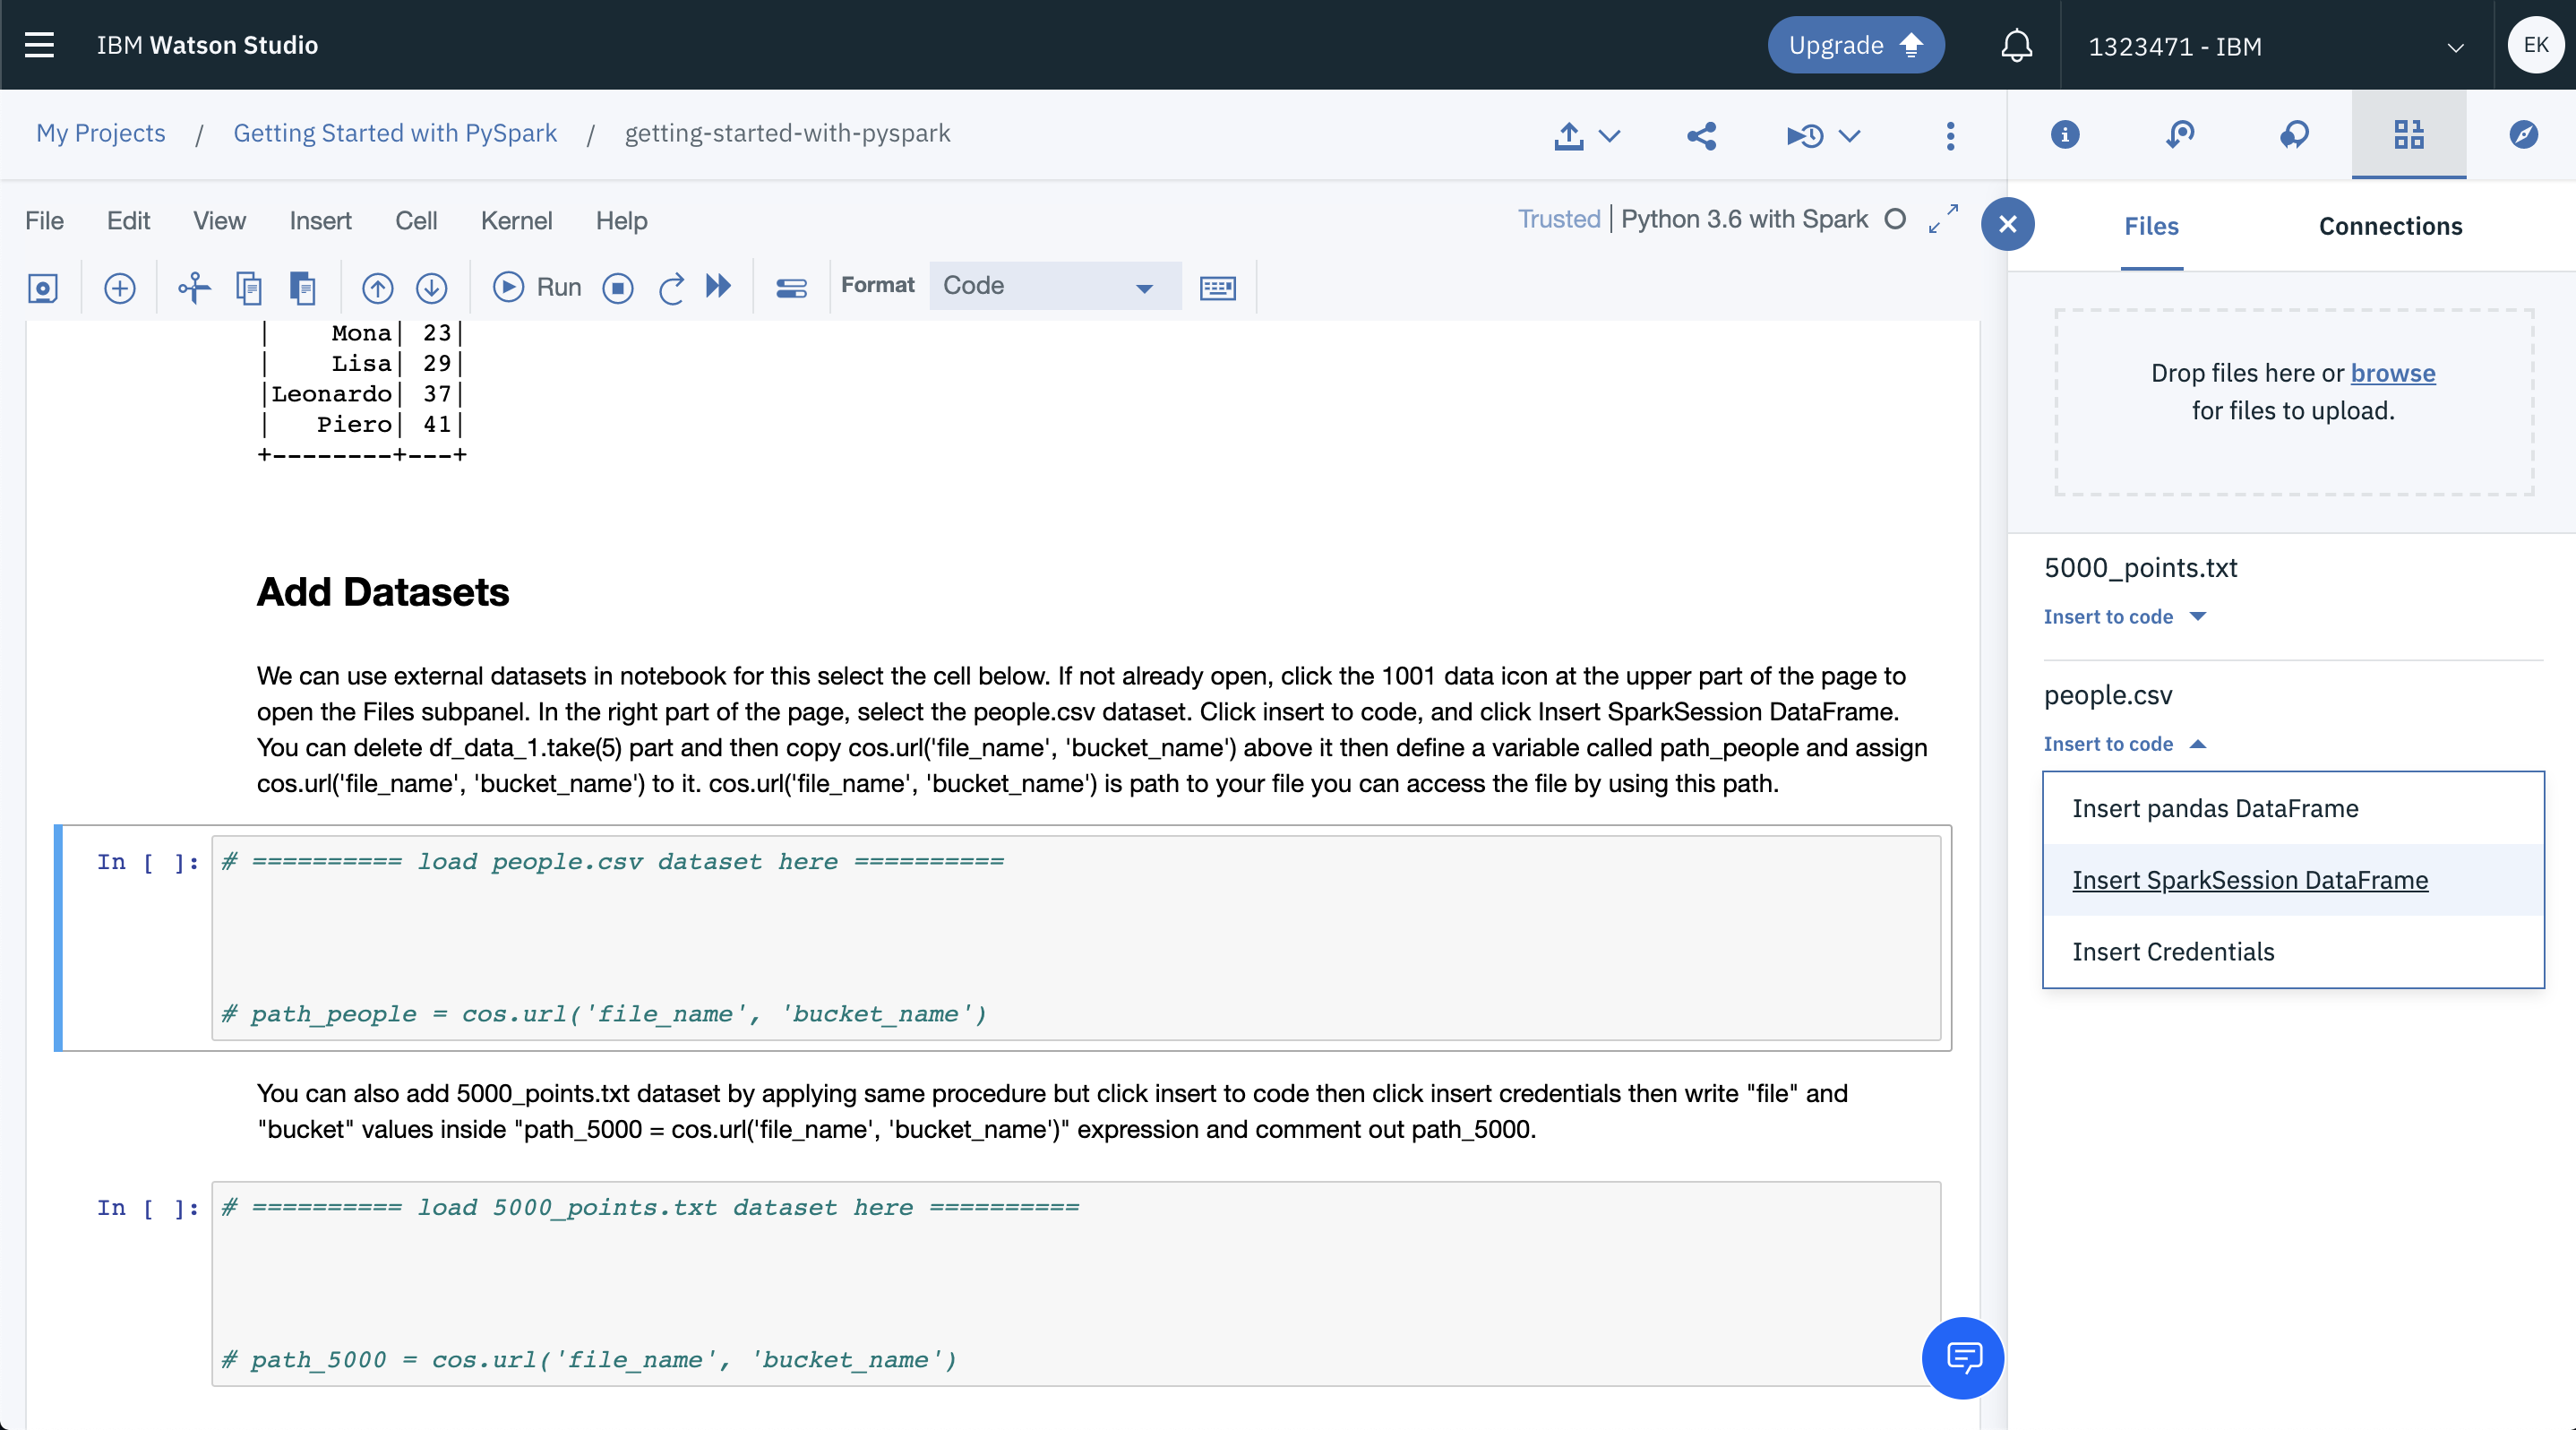 IBM Watson Studio
Upgrade
1323471 - IBM
EK
My Projects / Getting Started with PySpark / getting-started-with-pyspark
File Edit View Insert Cell Kernel Help
Trusted | Python 3.6 with Spark
Run
Format
Code
| Mona| 23|
| Lisa| 29|
|Leonardo| 37|
| Piero| 41|
+--------+---+
Add Datasets
We can use external datasets in notebook for this select the cell below. If not already open, click the 1001 data icon at the upper part of the page to
open the Files subpanel. In the right part of the page, select the people.csv dataset. Click insert to code, and click Insert SparkSession DataFrame.
You can delete df_data_1.take(5) part and then copy cos.url('file_name', 'bucket_name') above it then define a variable called path_people and assign
cos.url('file_name', 'bucket_name') to it. cos.url('file_name', 'bucket_name') is path to your file you can access the file by using this path.
In [ ]: # ========== load people.csv dataset here ==========
# path_people = cos.url('file_name', 'bucket_name')
You can also add 5000_points.txt dataset by applying same procedure but click insert to code then click insert credentials then write "file" and
"bucket" values inside "path_5000 = cos.url('file_name', 'bucket_name')" expression and comment out path_5000.
In [ ]: # ========== load 5000_points.txt dataset here ==========
# path_5000 = cos.url('file_name', 'bucket_name')
Files
Connections
Drop files here or browse
for files to upload.
5000_points.txt
Insert to code
people.csv
Insert to code
Insert pandas DataFrame
Insert SparkSession DataFrame
Insert Credentials